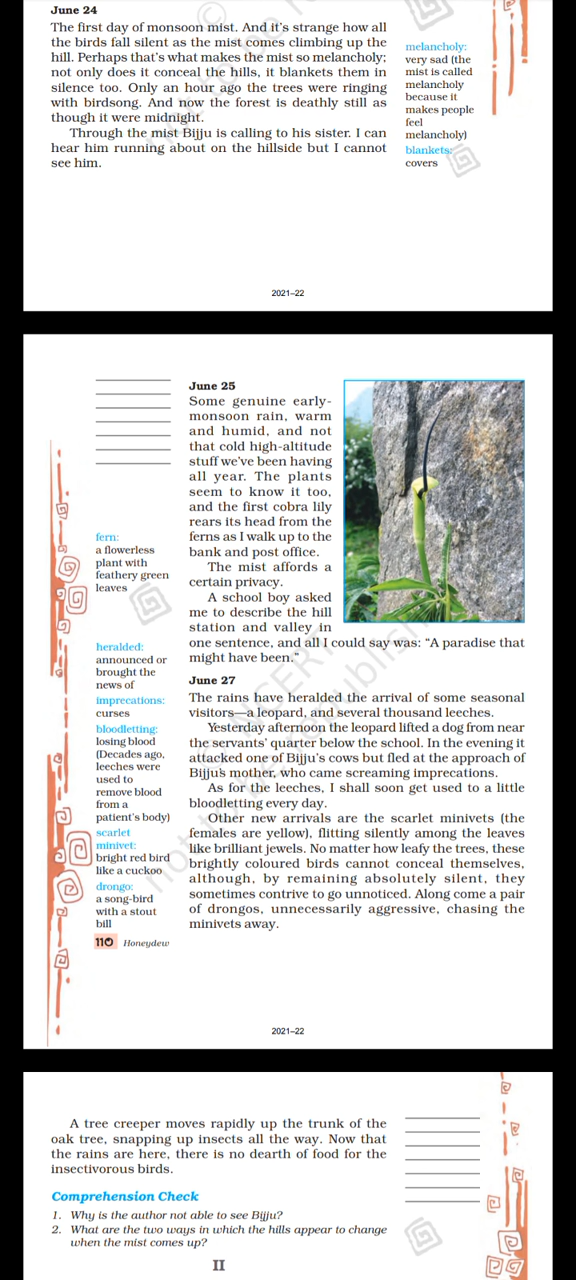 June 24
The first day of monsoon mist. And it's strange how all
the birds fall silent as the mist comes climbing up the
hill. Perhaps that's what makes the mist so melancholy;
not only does it conceal the hills, it blankets them in
silence too. Only an hour ago the trees were ringing
with birdsong. And now the forest is deathly still as
though it were midnight.
Through the mist Bijju is calling to his sister. I can
hear him running about on the hillside but I cannot
see him.
melancholy:
very sad (the
mist is called
melancholy
because it
makes people
feel
melancholy)
blankets:
covers
2021–22
June 25
Some genuine early-
monsoon rain, warm
and humid, and not
that cold high-altitude
stuff we've been having
all year. The plants
seem to know it too,
and the first cobra lily
rears its head from the
ferns as I walk up to the
bank and post office.
The mist affords a
certain privacy.
A school boy asked
me to describe the hill
station and valley in
one sentence, and all I could say was: “A paradise that
might have been.”
June 27
The rains have heralded the arrival of some seasonal
visitors—a leopard, and several thousand leeches.
Yesterday afternoon the leopard lifted a dog from near
the servants' quarter below the school. In the evening it
attacked one of Bijju's cows but fled at the approach of
Bijju's mother, who came screaming imprecations.
As for the leeches, I shall soon get used to a little
bloodletting every day.
Other new arrivals are the scarlet minivets (the
females are yellow), flitting silently among the leaves
like brilliant jewels. No matter how leafy the trees, these
brightly coloured birds cannot conceal themselves,
although, by remaining absolutely silent, they
sometimes contrive to go unnoticed. Along come a pair
of drongos, unnecessarily aggressive, chasing the
minivets away.
fern:
a flowerless
plant with
feathery green
leaves
heralded:
announced or
brought the
news of
imprecations:
curses
bloodletting:
losing blood
(Decades ago,
leeches were
used to
remove blood
from a
patient's body)
scarlet
minivet:
bright red bird
like a cuckoo
drongo:
a song-bird
with a stout
bill
110 Honeydew
© NCERT
not to be republished
2021–22
A tree creeper moves rapidly up the trunk of the
oak tree, snapping up insects all the way. Now that
the rains are here, there is no dearth of food for the
insectivorous birds.
Comprehension Check
1. Why is the author not able to see Bijju?
2. What are the two ways in which the hills appear to change
when the mist comes up?
II